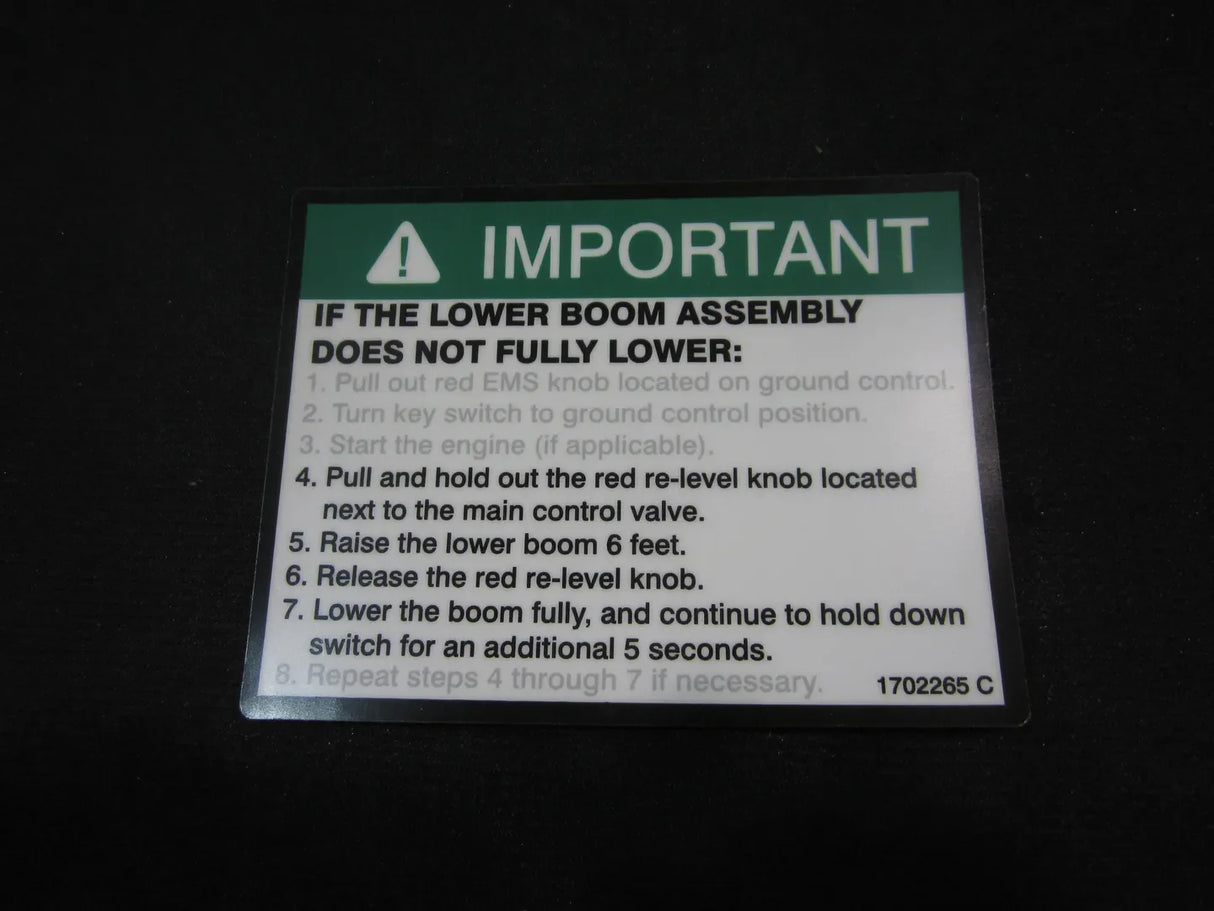 IMPORTANT
IF THE LOWER BOOM ASSEMBLY
DOES NOT FULLY LOWER:
1. Pull out red EMS knob located on ground control.
2. Turn key switch to ground control position.
3. Start the engine (if applicable).
4. Pull and hold out the red re-level knob located
next to the main control valve.
5. Raise the lower boom 6 feet.
6. Release the red re-level knob.
7. Lower the boom fully, and continue to hold down
switch for an additional 5 seconds.
8. Repeat steps 4 through 7 if necessary.
1702265 C